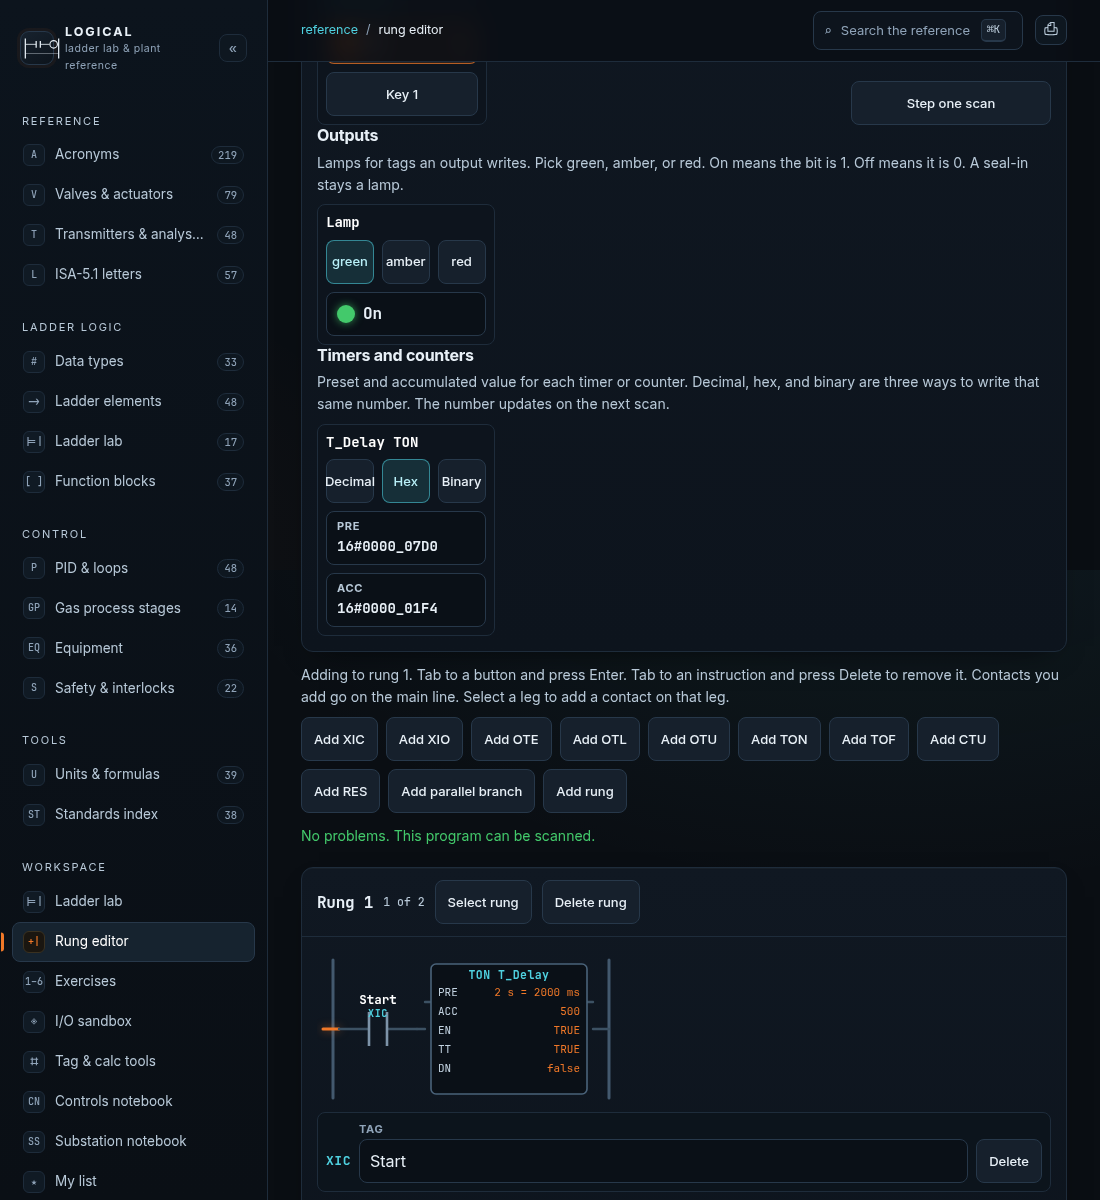 LOGICAL
ladder lab & plant
reference
«
REFERENCE
A Acronyms 219
V Valves & actuators 79
T Transmitters & analys... 48
L ISA-5.1 letters 57
LADDER LOGIC
# Data types 33
→ Ladder elements 48
Ladder lab 17
[ ] Function blocks 37
CONTROL
P PID & loops 48
GP Gas process stages 14
EQ Equipment 36
S Safety & interlocks 22
TOOLS
U Units & formulas 39
ST Standards index 38
WORKSPACE
Ladder lab
+| Rung editor
1-6 Exercises
I/O sandbox
Tag & calc tools
CN Controls notebook
SS Substation notebook
My list
reference / rung editor
Search the reference ⌘K
Key 1
Step one scan
Outputs
Lamps for tags an output writes. Pick green, amber, or red. On means the bit is 1. Off means it is 0. A seal-in
stays a lamp.
Lamp
green amber red
On
Timers and counters
Preset and accumulated value for each timer or counter. Decimal, hex, and binary are three ways to write that
same number. The number updates on the next scan.
T_Delay TON
Decimal Hex Binary
PRE
16#0000_07D0
ACC
16#0000_01F4
Adding to rung 1. Tab to a button and press Enter. Tab to an instruction and press Delete to remove it. Contacts you
add go on the main line. Select a leg to add a contact on that leg.
Add XIC Add XIO Add OTE Add OTL Add OTU Add TON Add TOF Add CTU
Add RES Add parallel branch Add rung
No problems. This program can be scanned.
Rung 1 1 of 2 Select rung Delete rung
TON T_Delay
PRE 2 s = 2000 ms
Start
ACC 500
XIC
EN TRUE
TT TRUE
DN false
TAG
XIC Start Delete